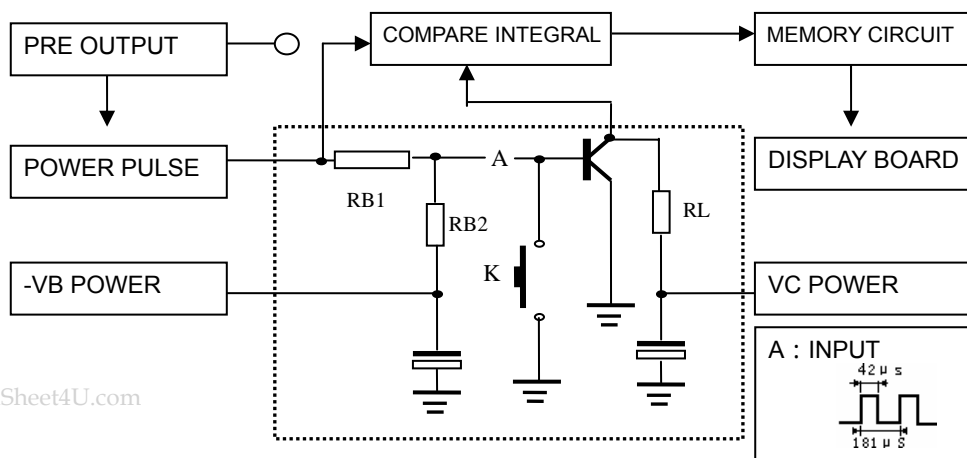 PRE OUTPUT
COMPARE INTEGRAL
MEMORY CIRCUIT
POWER PULSE
A
DISPLAY BOARD
RB1
RB2
RL
K
-VB POWER
VC POWER
A : INPUT
42 μ s
181 μ S
Sheet4U.com